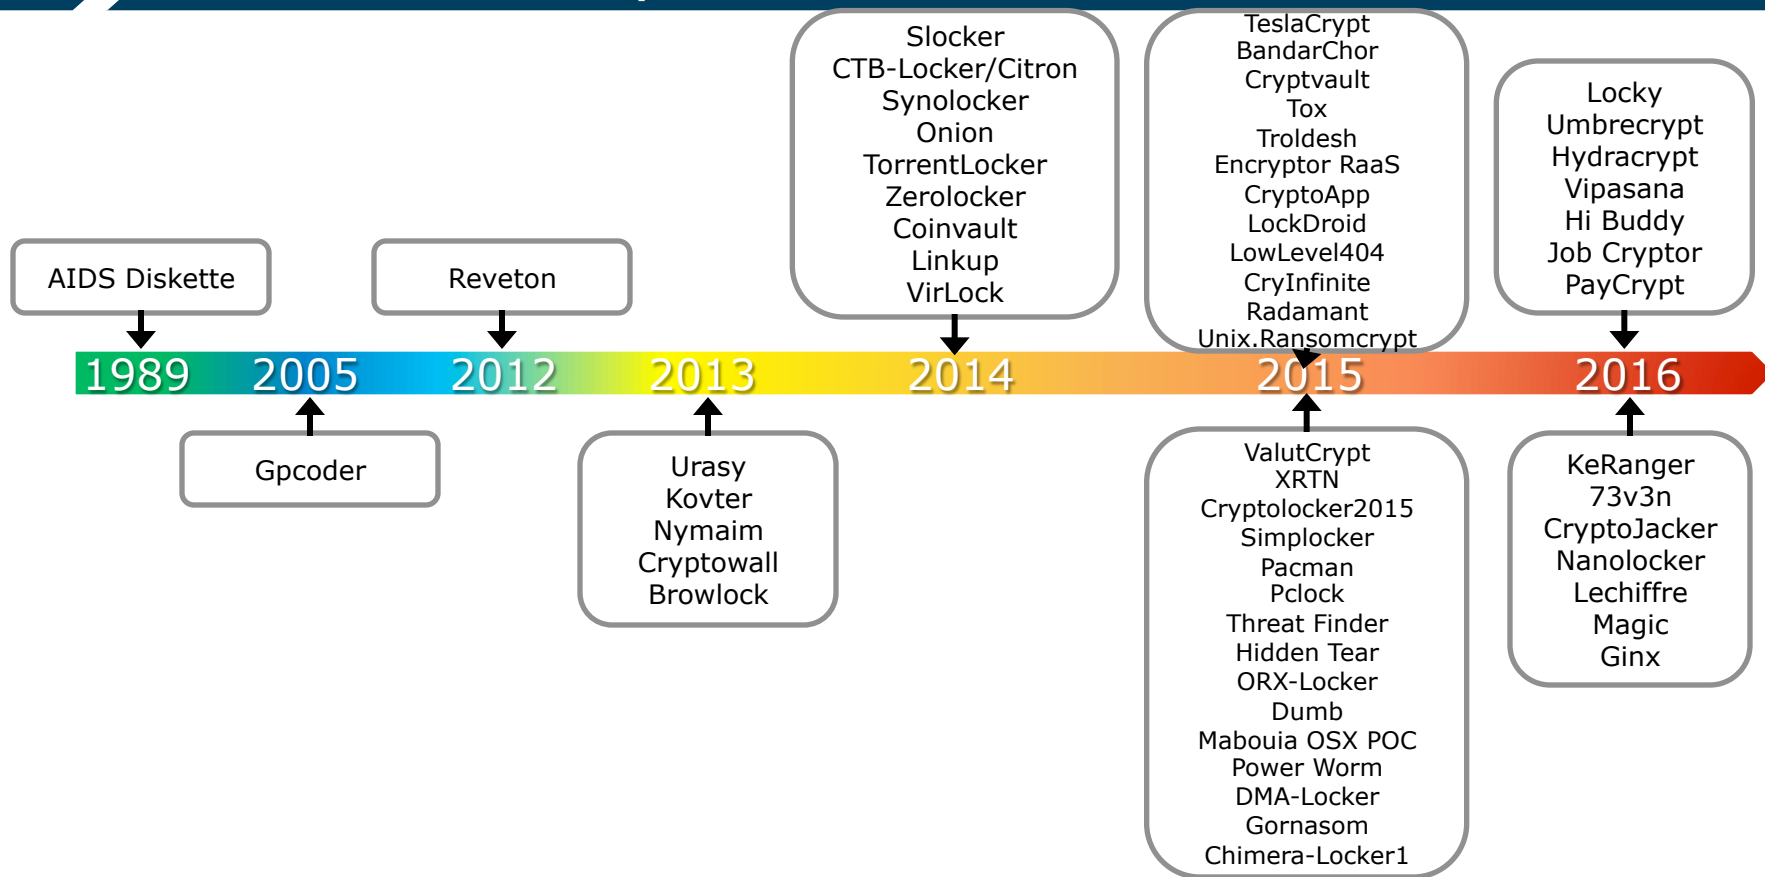 Slocker
CTB-Locker/Citron
Synolocker
Onion
TorrentLocker
Zerolocker
Coinvault
Linkup
VirLock
TeslaCrypt
BandarChor
Cryptvault
Tox
Troldesh
Encryptor RaaS
CryptoApp
LockDroid
LowLevel404
CryInfinite
Radamant
Unix.Ransomcrypt
Locky
Umbrecrypt
Hydracrypt
Vipasana
Hi Buddy
Job Cryptor
PayCrypt
AIDS Diskette
Reveton
1989 2005 2012 2013 2014 2015 2016
Gpcoder
Urasy
Kovter
Nymaim
Cryptowall
Browlock
ValutCrypt
XRTN
Cryptolocker2015
Simplocker
Pacman
Pclock
Threat Finder
Hidden Tear
ORX-Locker
Dumb
Mabouia OSX POC
Power Worm
DMA-Locker
Gornasom
Chimera-Locker1
KeRanger
73v3n
CryptoJacker
Nanolocker
Lechiffre
Magic
Ginx